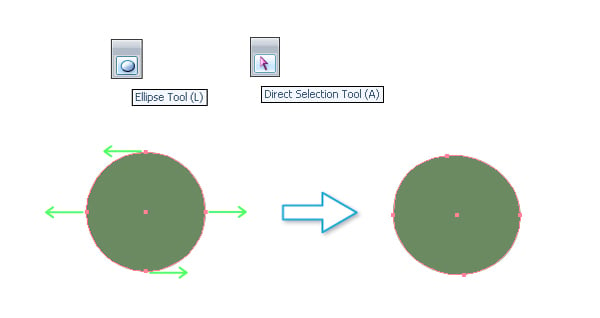 Ellipse Tool (L)
Direct Selection Tool (A)